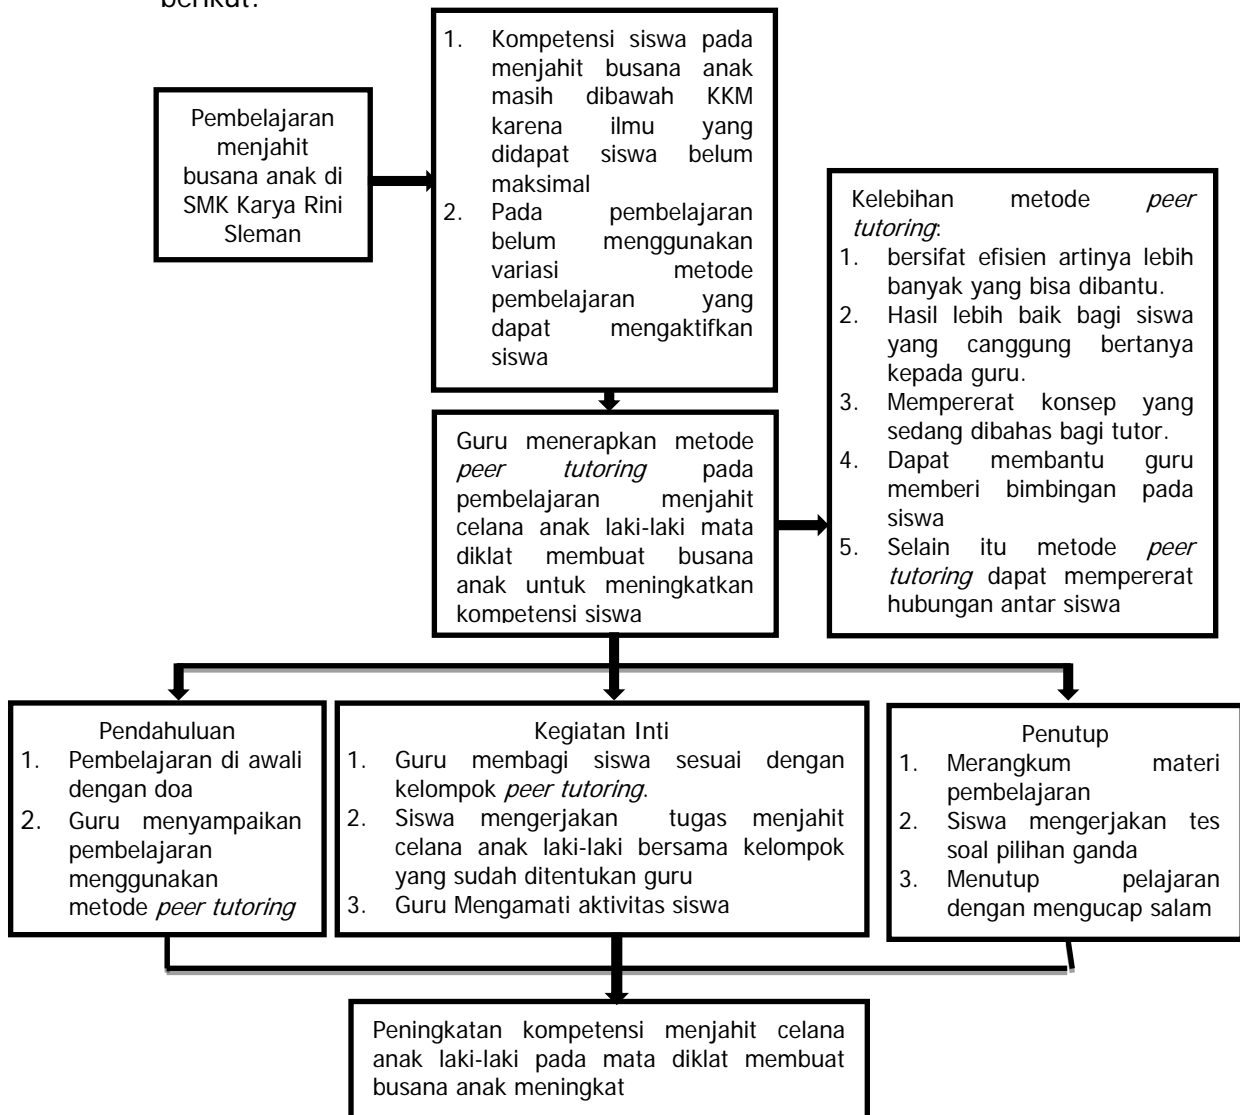 berikut:
Pembelajaran
menjahit
busana anak di
SMK Karya Rini
Sleman
1. Kompetensi siswa pada
menjahit busana anak
masih dibawah KKM
karena ilmu yang
didapat siswa belum
maksimal
2. Pada pembelajaran
belum menggunakan
variasi metode
pembelajaran yang
dapat mengaktifkan
siswa
Guru menerapkan metode
peer tutoring pada
pembelajaran menjahit
celana anak laki-laki mata
diklat membuat busana
anak untuk meningkatkan
kompetensi siswa
Kelebihan metode peer
tutoring:
1. bersifat efisien artinya lebih
banyak yang bisa dibantu.
2. Hasil lebih baik bagi siswa
yang canggung bertanya
kepada guru.
3. Mempererat konsep yang
sedang dibahas bagi tutor.
4. Dapat membantu guru
memberi bimbingan pada
siswa
5. Selain itu metode peer
tutoring dapat mempererat
hubungan antar siswa
Pendahuluan
1. Pembelajaran di awali
dengan doa
2. Guru menyampaikan
pembelajaran
menggunakan
metode peer tutoring
Kegiatan Inti
1. Guru membagi siswa sesuai dengan
kelompok peer tutoring.
2. Siswa mengerjakan tugas menjahit
celana anak laki-laki bersama kelompok
yang sudah ditentukan guru
3. Guru Mengamati aktivitas siswa
Penutup
1. Merangkum materi
pembelajaran
2. Siswa mengerjakan tes
soal pilihan ganda
3. Menutup pelajaran
dengan mengucap salam
Peningkatan kompetensi menjahit celana
anak laki-laki pada mata diklat membuat
busana anak meningkat